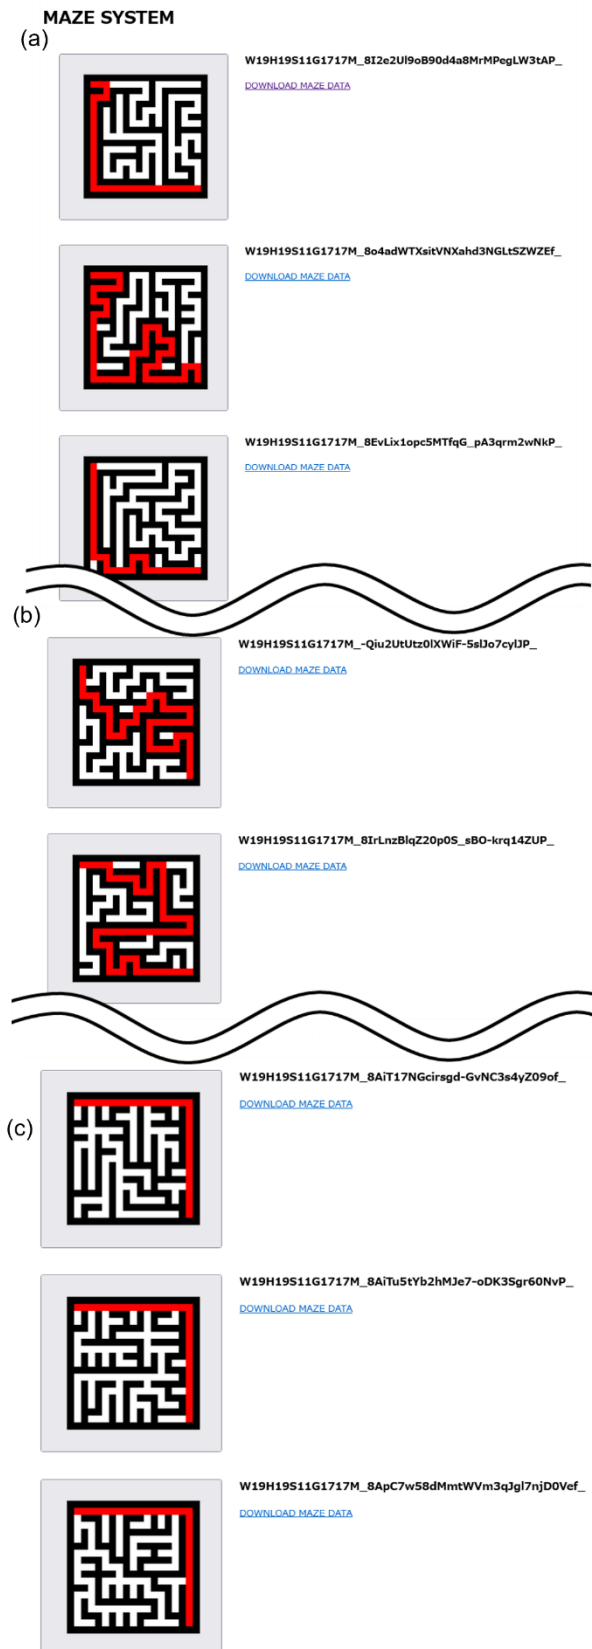 MAZE SYSTEM
(a)
W19H19S11G1717M_8I2e2Ul9oB90d4a8MrMPegLW3tAP_
DOWNLOAD MAZE DATA
W19H19S11G1717M_8o4adWTXsitVNXahd3NGLtSZWZEf_
DOWNLOAD MAZE DATA
W19H19S11G1717M_8EvLix1opc5MTfqG_pA3qrm2wNkP_
DOWNLOAD MAZE DATA
(b)
W19H19S11G1717M_-Qiu2UtUtz0lXWiF-5slJo7cylJP_
DOWNLOAD MAZE DATA
W19H19S11G1717M_8IrLnzBlqZ20p0S_sBO-krq14ZUP_
DOWNLOAD MAZE DATA
W19H19S11G1717M_8AiT17NGcirsgd-GvNC3s4yZ09of_
DOWNLOAD MAZE DATA
(c)
W19H19S11G1717M_8AiTu5tYb2hMJe7-oDK3Sgr60NvP_
DOWNLOAD MAZE DATA
W19H19S11G1717M_8ApC7w58dMmtWVm3qJgl7njD0Vef_
DOWNLOAD MAZE DATA